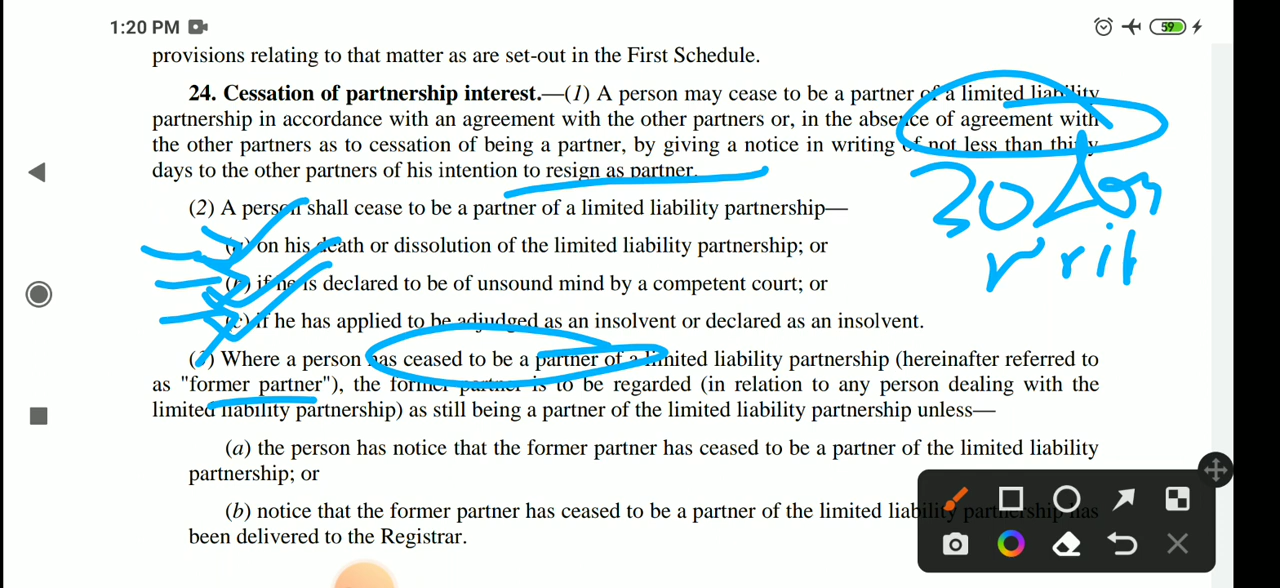 1:20 PM
59
provisions relating to that matter as are set-out in the First Schedule.
24. Cessation of partnership interest.—(1) A person may cease to be a partner of a limited liability
partnership in accordance with an agreement with the other partners or, in the absence of agreement with
the other partners as to cessation of being a partner, by giving a notice in writing of not less than thirty
days to the other partners of his intention to resign as partner.
30
(2) A person shall cease to be a partner of a limited liability partnership—
(a) on his death or dissolution of the limited liability partnership; or
writ
(b) if he is declared to be of unsound mind by a competent court; or
(c) if he has applied to be adjudged as an insolvent or declared as an insolvent.
(3) Where a person has ceased to be a partner of a limited liability partnership (hereinafter referred to
as "former partner"), the former partner is to be regarded (in relation to any person dealing with the
limited liability partnership) as still being a partner of the limited liability partnership unless—
(a) the person has notice that the former partner has ceased to be a partner of the limited liability
partnership; or
(b) notice that the former partner has ceased to be a partner of the limited liability partnership has
been delivered to the Registrar.